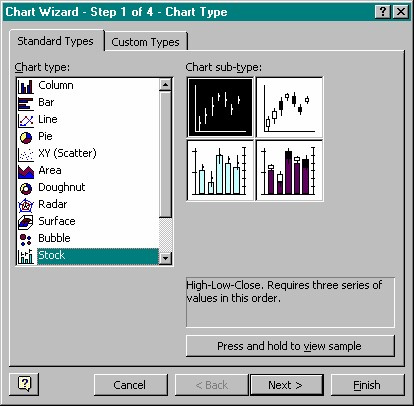 Chart Wizard - Step 1 of 4 - Chart Type
Standard Types
Custom Types
Chart type:
Chart sub-type:
Column
Bar
Line
Pie
XY (Scatter)
Area
Doughnut
Radar
Surface
Bubble
Stock
High-Low-Close. Requires three series of
values in this order.
Press and hold to view sample
Cancel
< Back
Next >
Finish